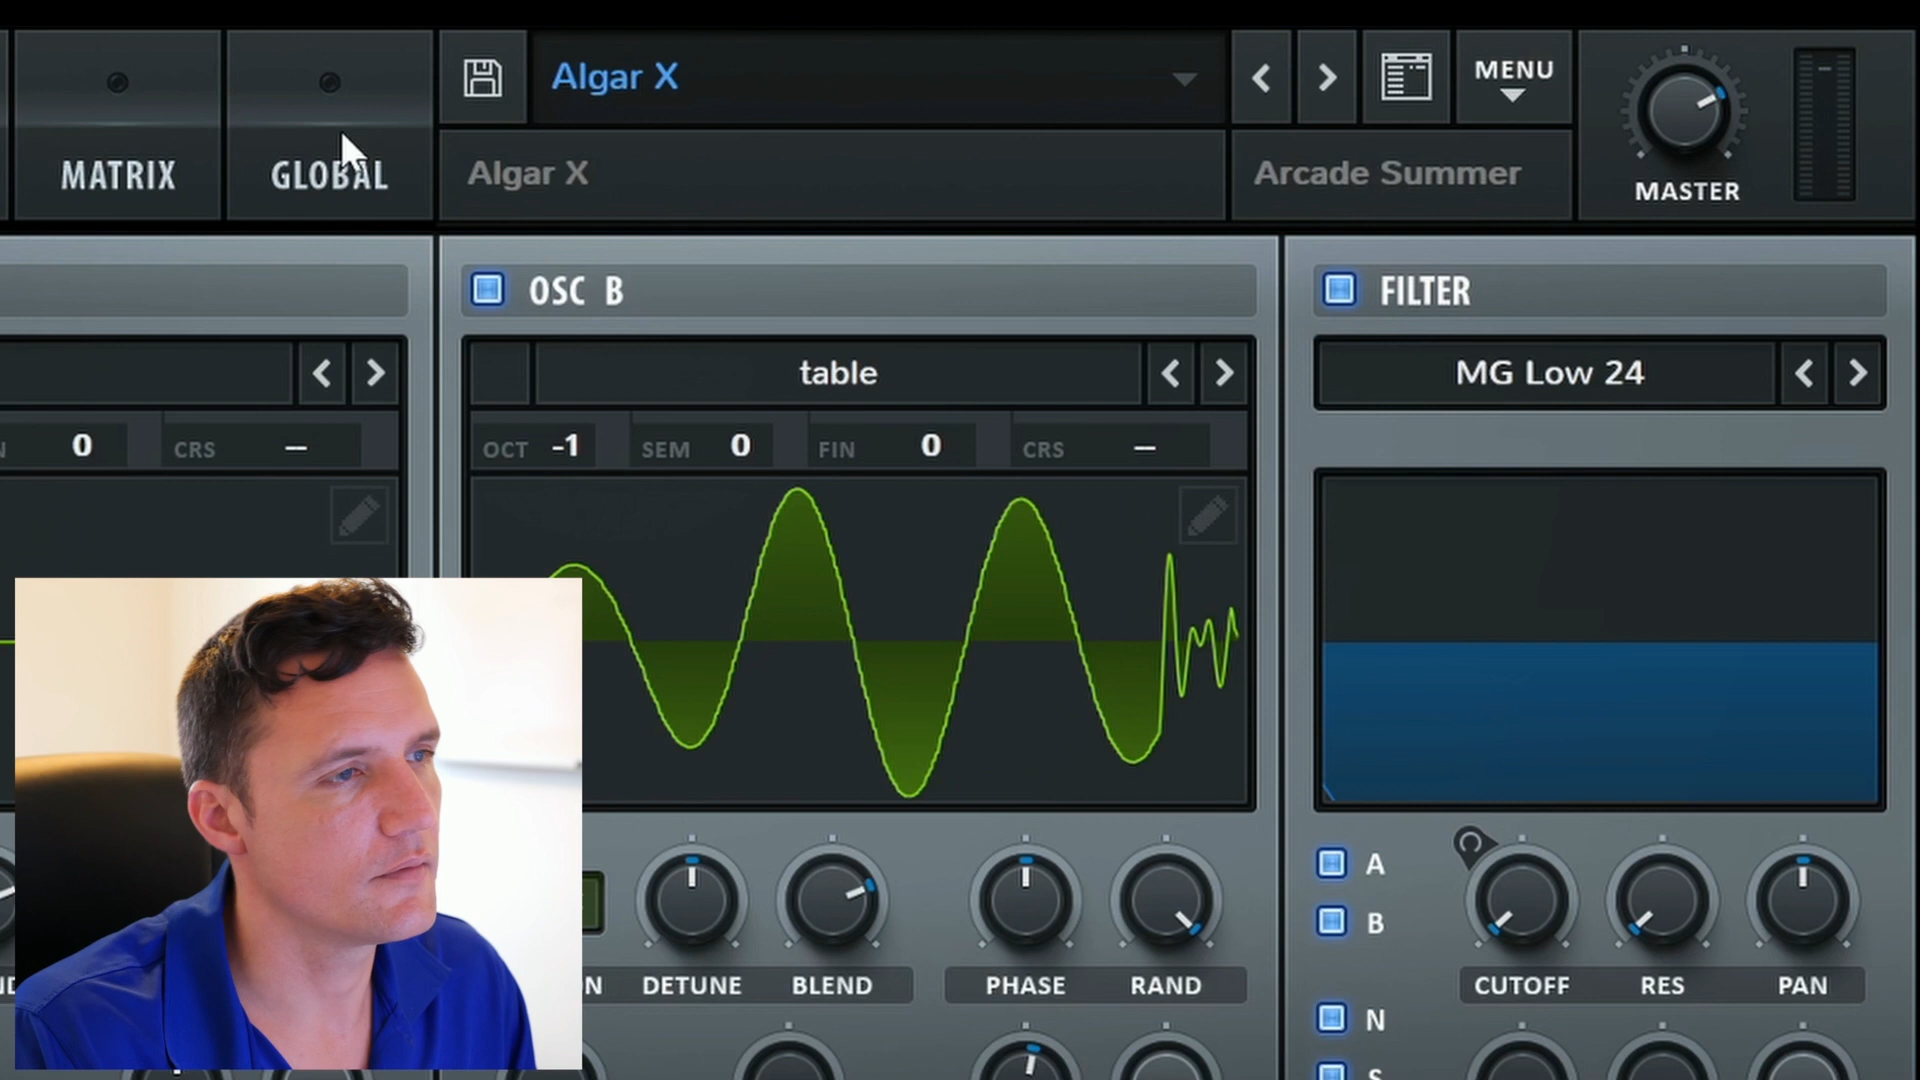 Algar X
MENU
MATRIX
GLOBAL
Algar X
Arcade Summer
MASTER
OSC B
FILTER
table
MG Low 24
0
CRS --
OCT -1
SEM 0
FIN 0
CRS --
A
B
DETUNE
BLEND
PHASE
RAND
CUTOFF
RES
PAN
N
S